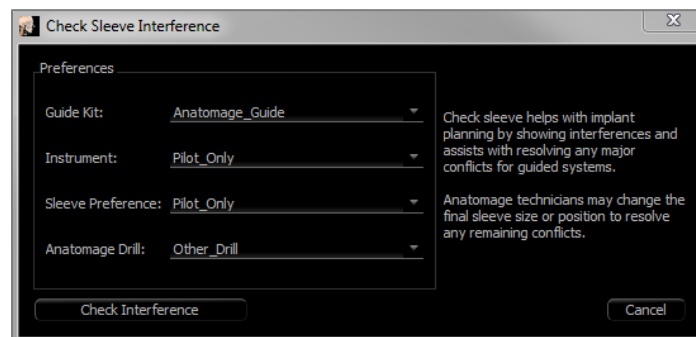 Check Sleeve Interference
Preferences
Guide Kit: Anatomage_Guide
Instrument: Pilot_Only
Sleeve Preference: Pilot_Only
Anatomage Drill: Other_Drill
Check sleeve helps with implant
planning by showing interferences and
assists with resolving any major
conflicts for guided systems.
Anatomage technicians may change the
final sleeve size or position to resolve
any remaining conflicts.
Check Interference
Cancel